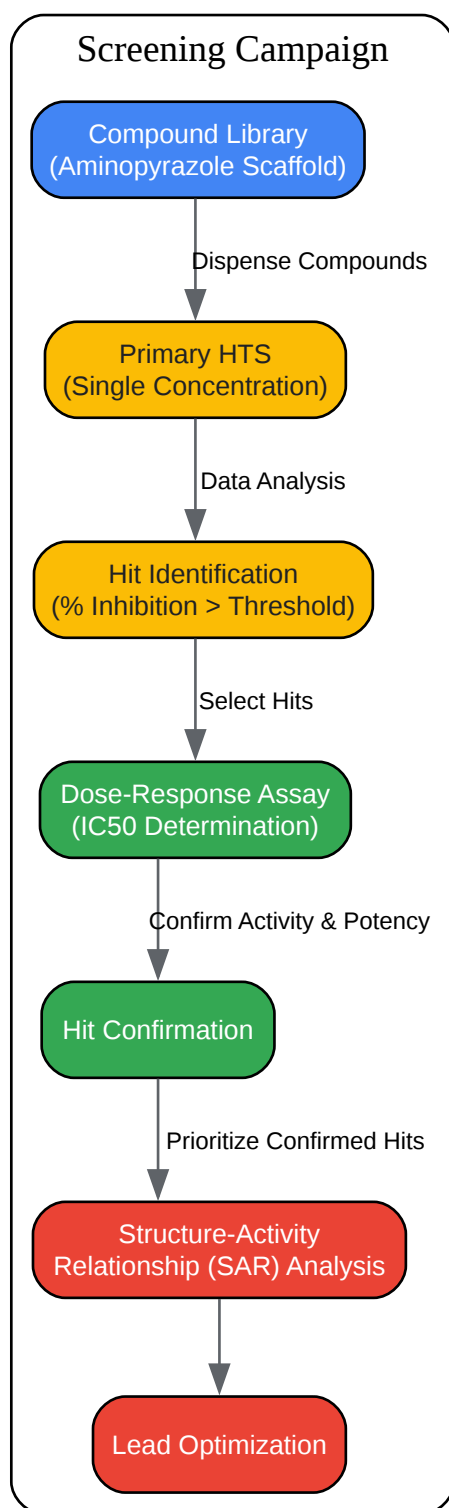 Screening Campaign
Compound Library
(Aminopyrazole Scaffold)
Dispense Compounds
Primary HTS
(Single Concentration)
Data Analysis
Hit Identification
(% Inhibition > Threshold)
Select Hits
Dose-Response Assay
(IC50 Determination)
Confirm Activity & Potency
Hit Confirmation
Prioritize Confirmed Hits
Structure-Activity
Relationship (SAR) Analysis
Lead Optimization